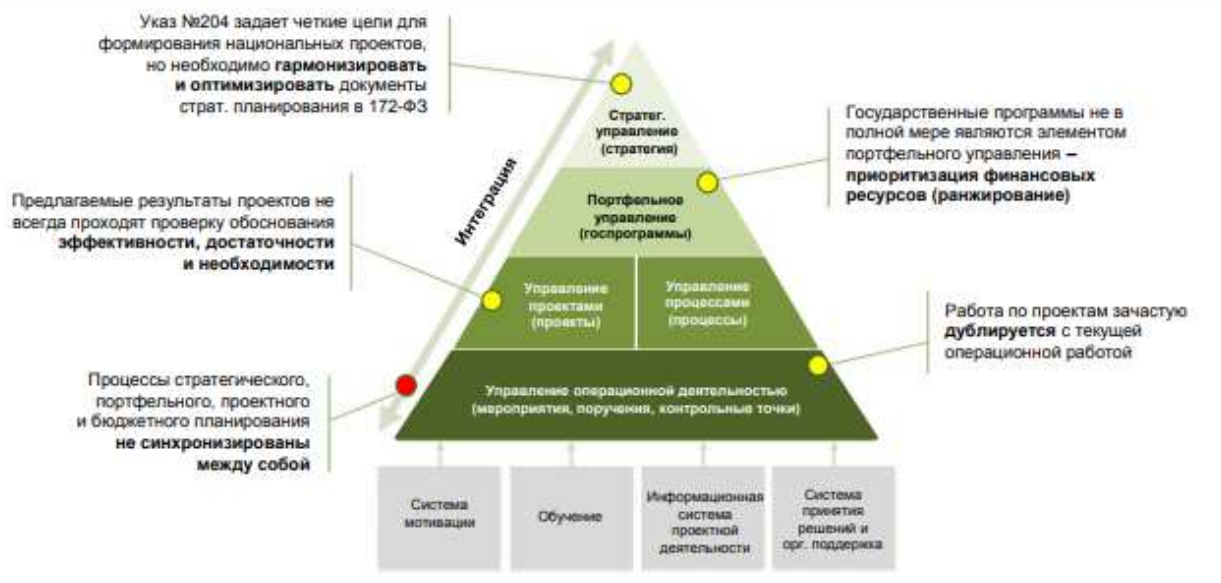 Указ №204 задает четкие цели для
формирования национальных проектов,
но необходимо гармонизировать
и оптимизировать документы
страт. планирования в 172-ФЗ
Стратег.
управление
(стратегия)
Государственные программы не в
полной мере являются элементом
портфельного управления –
приоритизация финансовых
ресурсов (ранжирование)
Интеграция
Предлагаемые результаты проектов не
всегда проходят проверку обоснования
эффективности, достаточности
и необходимости
Портфельное
управление
(госпрограммы)
Управление
проектами
(проекты)
Управление
процессами
(процессы)
Работа по проектам зачастую
дублируется с текущей
операционной работой
Процессы стратегического,
портфельного, проектного
и бюджетного планирования
не синхронизированы
между собой
Управление операционной деятельностью
(мероприятия, поручения, контрольные точки)
Система
мотивации
Обучение
Информационная
система
проектной
деятельности
Система
принятия
решений и
орг. поддержка